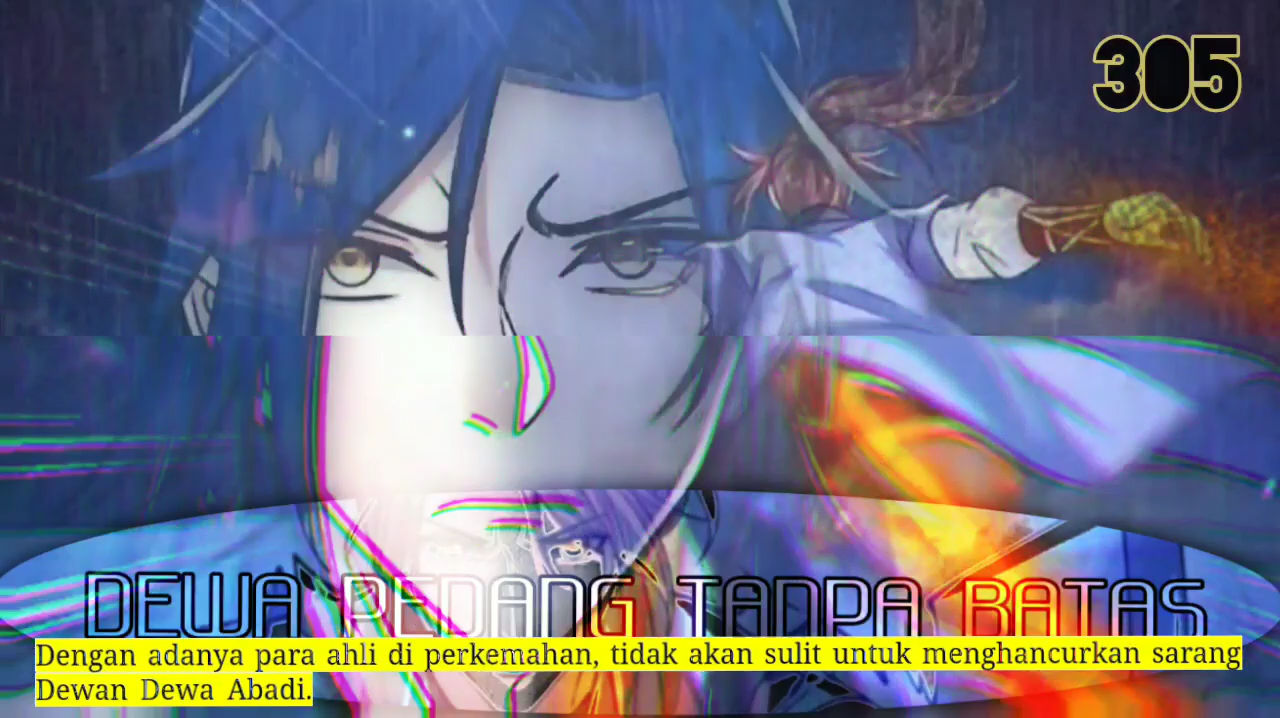 305
DEWA PEDANG TANPA BATAS
Dengan adanya para ahli di perkemahan, tidak akan sulit untuk menghancurkan sarang
Dewan Dewa Abadi.